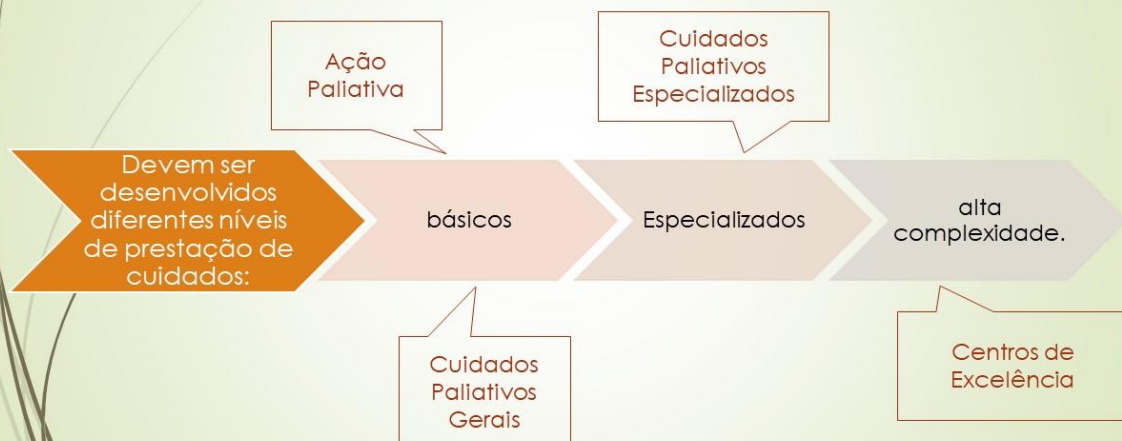 Ação
Paliativa
Cuidados
Paliativos
Especializados
Devem ser
desenvolvidos
diferentes níveis
de prestação de
cuidados:
básicos
Especializados
alta
complexidade.
Cuidados
Paliativos
Gerais
Centros de
Excelência